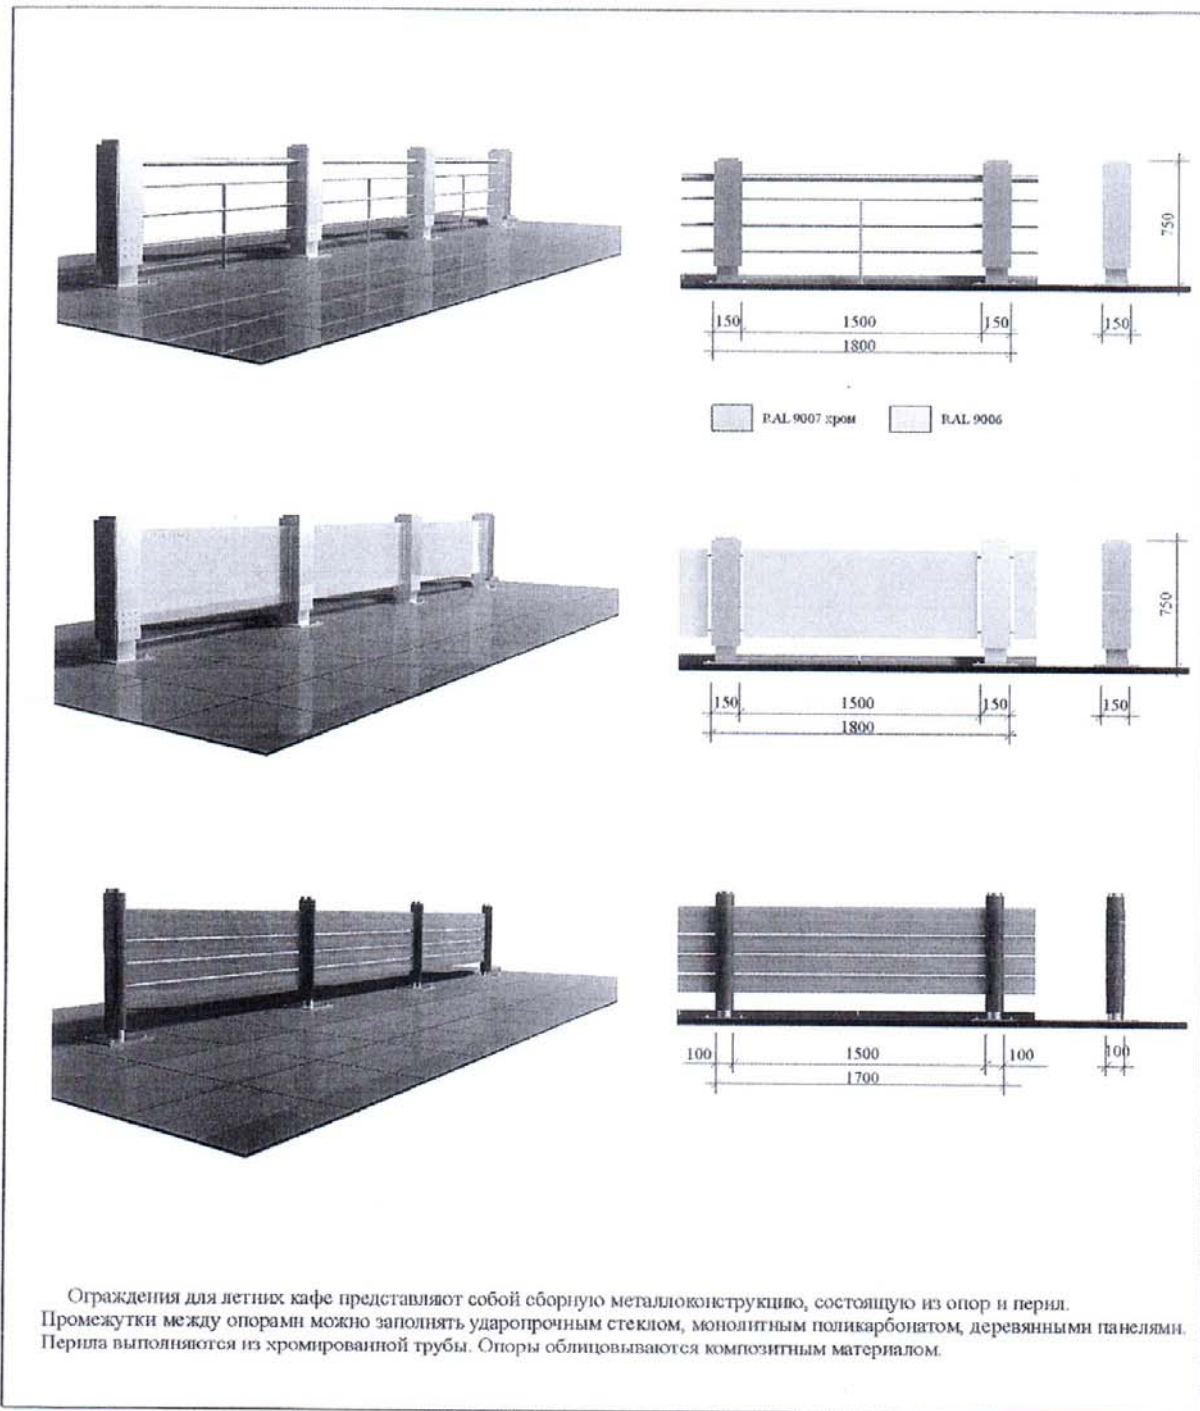 750
150 1500 150 150
1800
RAL 9007 хром RAL 9006
750
150 1500 150 150
1800
100 1500 100 100
1700
Ограждения для летних кафе представляют собой сборную металлоконструкцию, состоящую из опор и перил.
Промежутки между опорами можно заполнять ударопрочным стеклом, монолитным поликарбонатом, деревянными панелями.
Перила выполняются из хромированной трубы. Опоры облицовываются композитным материалом.